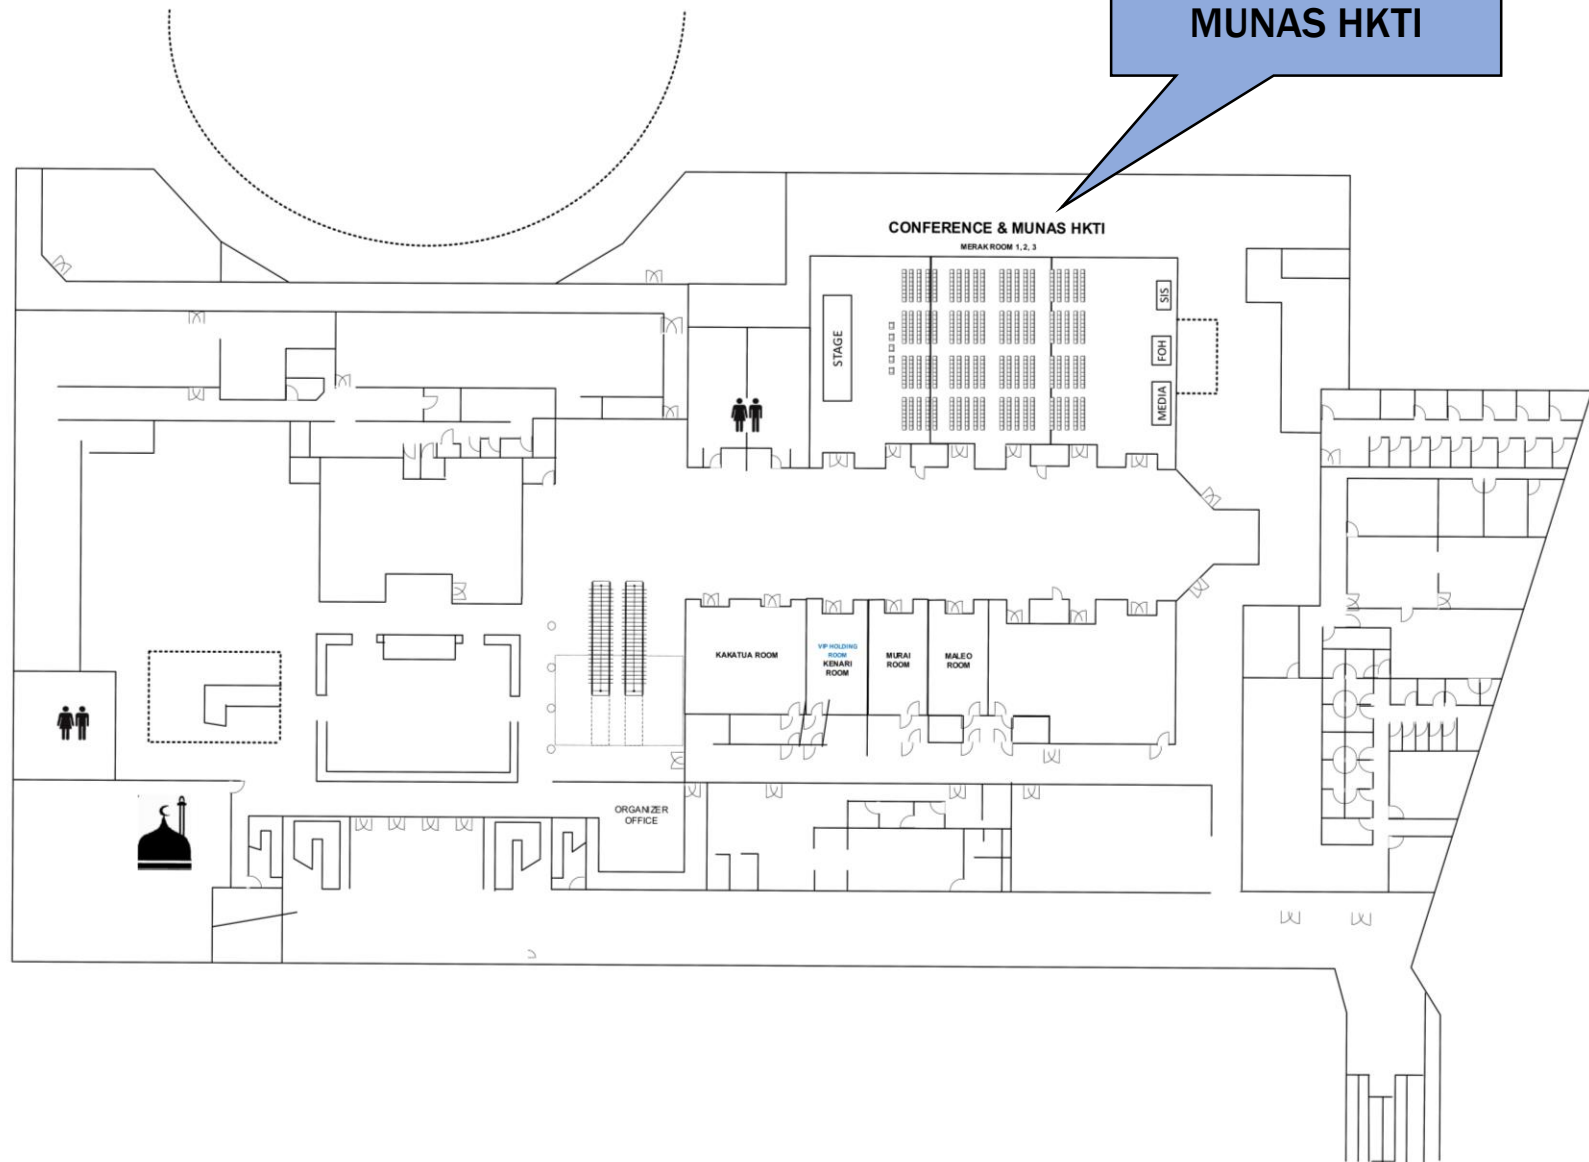 MUNAS HKTI
CONFERENCE & MUNAS HKTI
MERAK ROOM 1, 2, 3
STAGE
SIS
FOH
MEDIA
KAKATUA ROOM
VIP HOLDING
ROOM
KENARI
ROOM
MURAI
ROOM
MALEO
ROOM
ORGANIZER
OFFICE